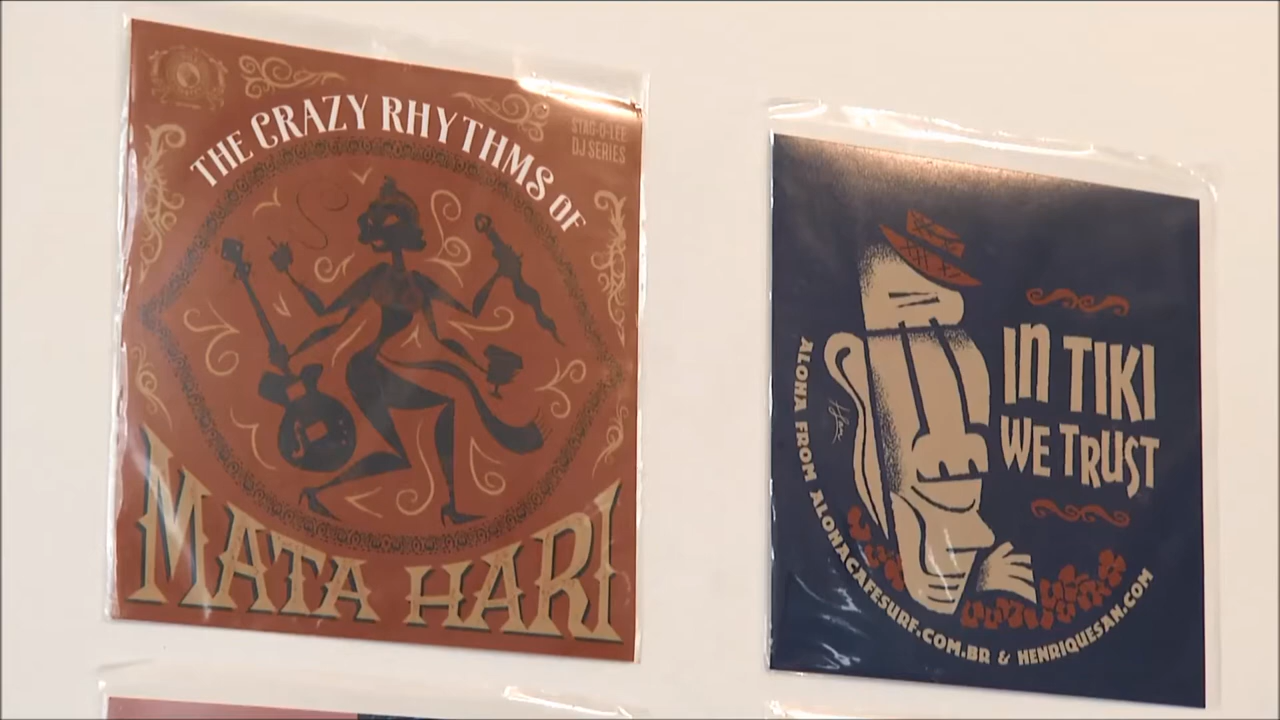 THE CRAZY RHYTHMS OF
STAG-O-LEE
DJ SERIES
MATA HARI
IN TIKI
WE TRUST
ALOHA FROM ALOHACAFESURF.COM.BR & HENRIQUESAN.COM